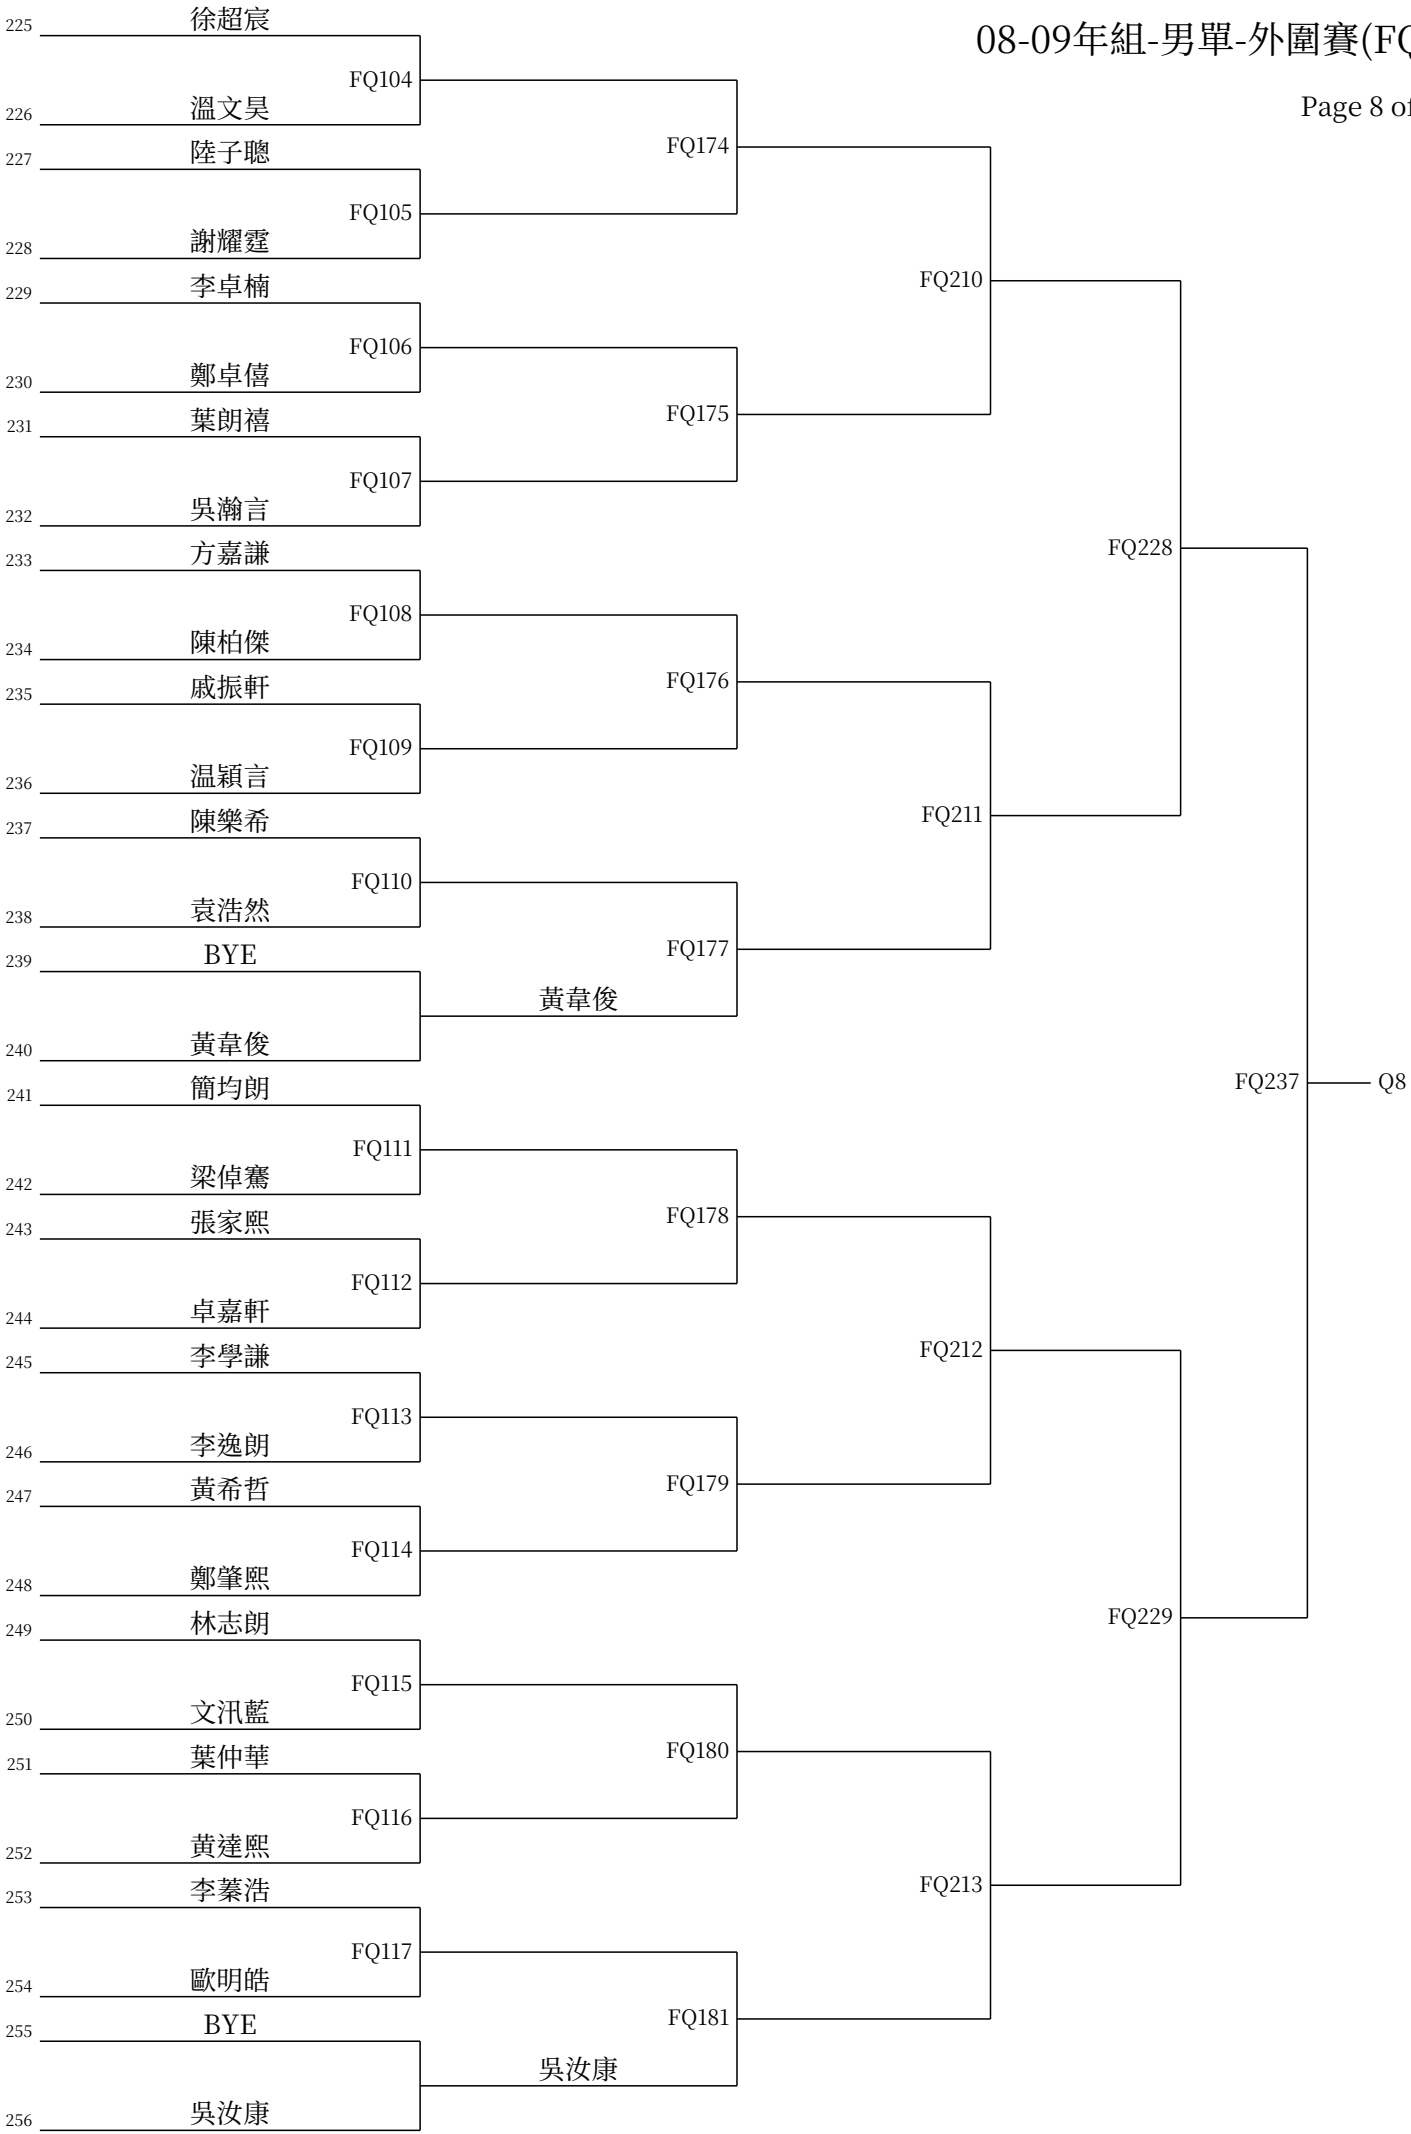 08-09年組-男單-外圍賽(FQ
Page 8 of
225 徐超宸
FQ104
226 溫文昊
227 陸子聰
FQ174
FQ105
228 謝耀霆
229 李卓楠
FQ210
FQ106
230 鄭卓僖
231 葉朗禧
FQ175
FQ107
232 吳瀚言
233 方嘉謙
FQ228
FQ108
234 陳柏傑
235 戚振軒
FQ176
FQ109
236 温穎言
237 陳樂希
FQ211
FQ110
238 袁浩然
239 BYE
FQ177
黃韋俊
240 黃韋俊
241 簡均朗
FQ237 Q8
FQ111
242 梁倬騫
243 張家熙
FQ178
FQ112
244 卓嘉軒
245 李學謙
FQ212
FQ113
246 李逸朗
247 黃希哲
FQ179
FQ114
248 鄭肇熙
249 林志朗
FQ229
FQ115
250 文汛藍
251 葉仲華
FQ180
FQ116
252 黄達熙
253 李蓁浩
FQ213
FQ117
254 歐明皓
255 BYE
FQ181
吳汝康
256 吳汝康